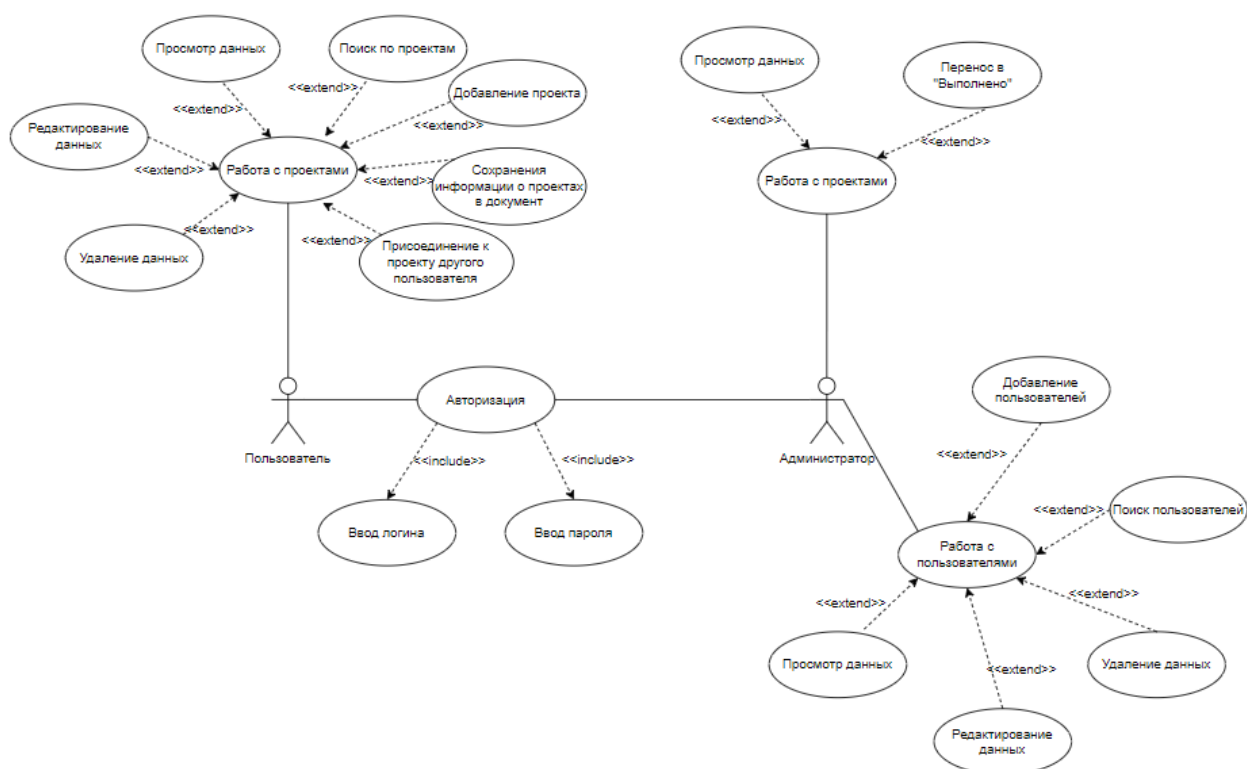 Просмотр данных
Поиск по проектам
<<extend>>
<<extend>>
Добавление проекта
<<extend>>
Редактирование
данных
<<extend>>
Работа с проектами
<<extend>>
Сохранения
информации о проектах
в документ
<<extend>>
Удаление данных
<<extend>>
Присоединение к
проекту другого
пользователя
Просмотр данных
Перенос в
"Выполнено"
<<extend>>
<<extend>>
Работа с проектами
Пользователь
Авторизация
Администратор
<<include>>
<<include>>
Ввод логина
Ввод пароля
Добавление
пользователей
<<extend>>
<<extend>>
Поиск пользователей
Работа с
пользователями
<<extend>>
<<extend>>
Просмотр данных
<<extend>>
Удаление данных
Редактирование
данных